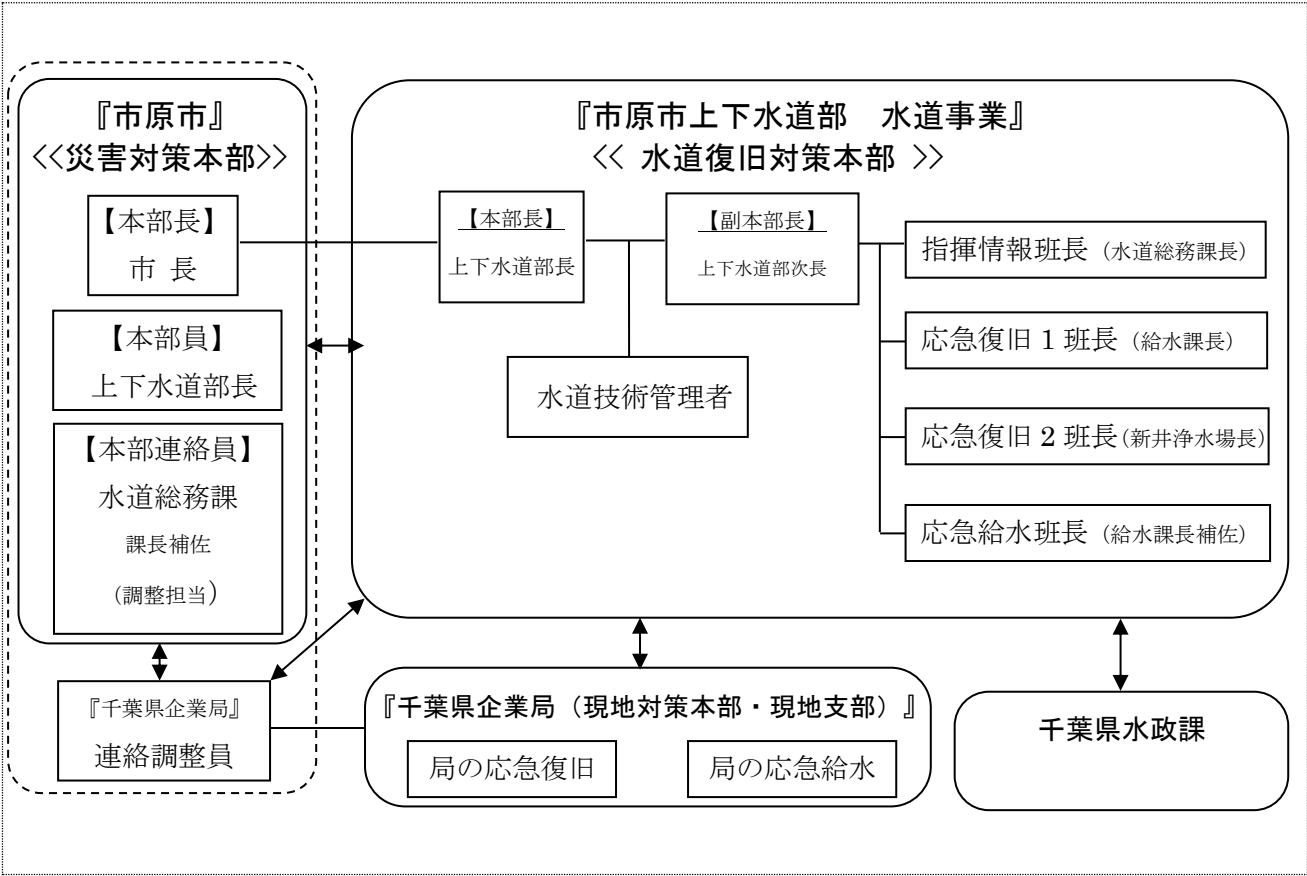 『市原市』
<<災害対策本部>>
【本部長】
市 長
【本部員】
上下水道部長
【本部連絡員】
水道総務課
課長補佐
(調整担当)
『千葉県企業局』
連絡調整員
『市原市上下水道部　水道事業』
<< 水道復旧対策本部 >>
【本部長】
上下水道部長
【副本部長】
上下水道部次長
水道技術管理者
指揮情報班長（水道総務課長）
応急復旧 1 班長（給水課長）
応急復旧 2 班長(新井浄水場長)
応急給水班長（給水課長補佐）
『千葉県企業局（現地対策本部・現地支部）』
局の応急復旧
局の応急給水
千葉県水政課